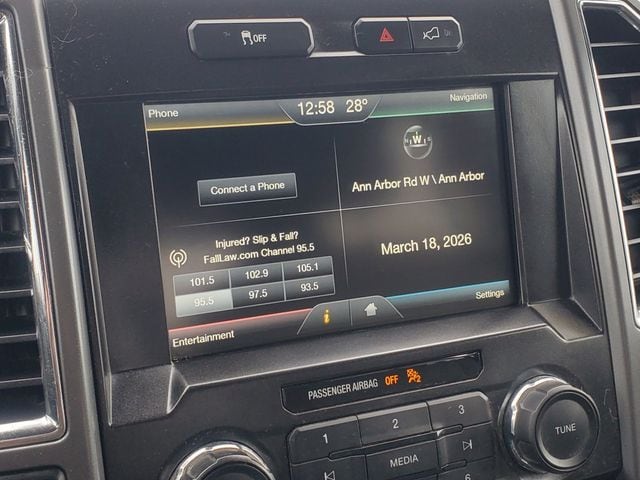 OFF
Phone
12:58 28°
Navigation
W
Connect a Phone
Ann Arbor Rd W \ Ann Arbor
Injured? Slip & Fall?
FallLaw.com Channel 95.5
101.5 102.9 105.1
95.5 97.5 93.5
March 18, 2026
Entertainment
i
Settings
PASSENGER AIRBAG OFF 2
1 2 3
MEDIA
6
TUNE